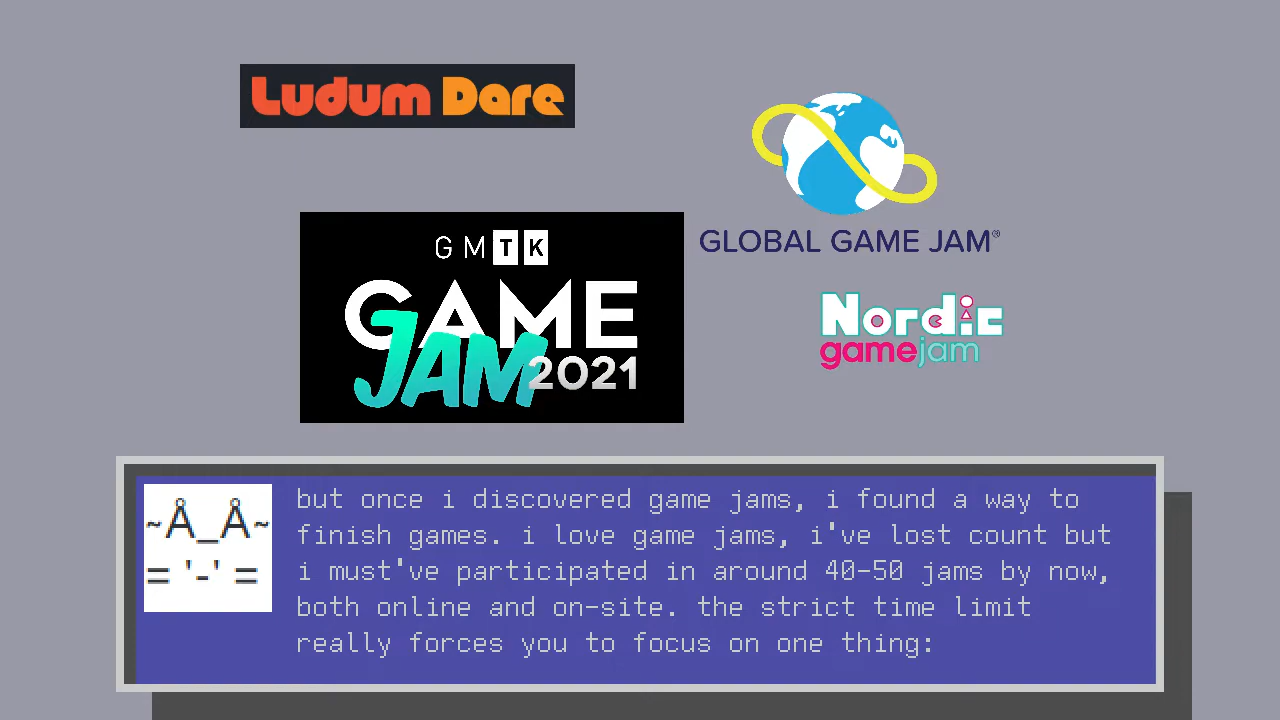 Ludum Dare
GLOBAL GAME JAM®
GMTK
GAME
JAM 2021
Nordic
gamejam
~Å_Å~
= '-' =
but once i discovered game jams, i found a way to
finish games. i love game jams, i've lost count but
i must've participated in around 40-50 jams by now,
both online and on-site. the strict time limit
really forces you to focus on one thing: